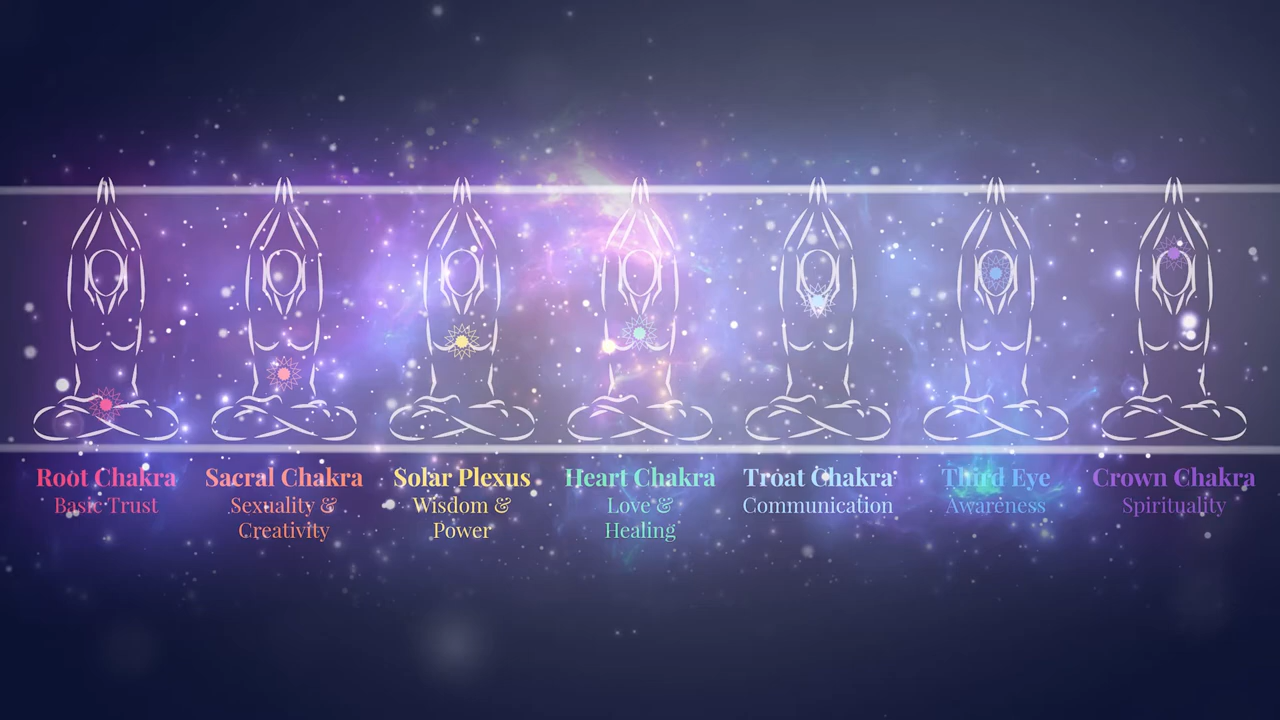 Root Chakra
Basic Trust
Sacral Chakra
Sexuality &
Creativity
Solar Plexus
Wisdom &
Power
Heart Chakra
Love &
Healing
Troat Chakra
Communication
Third Eye
Awareness
Crown Chakra
Spirituality